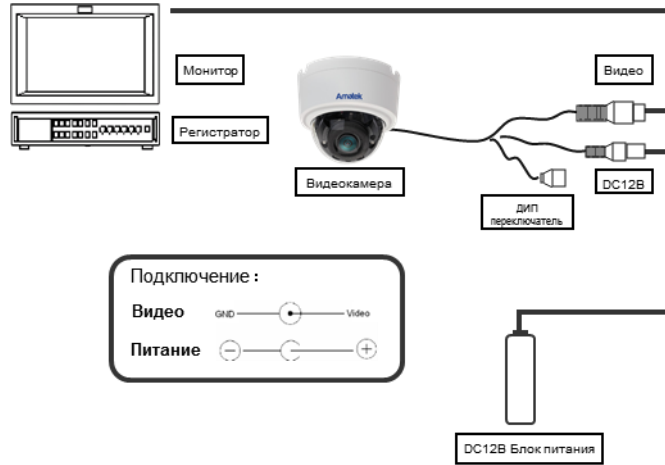 Монитор
Видео
Amatek
Регистратор
Видеокамера
DC12В
ДИП
переключатель
Подключение:
Видео GND Video
Питание − +
DC12В Блок питания